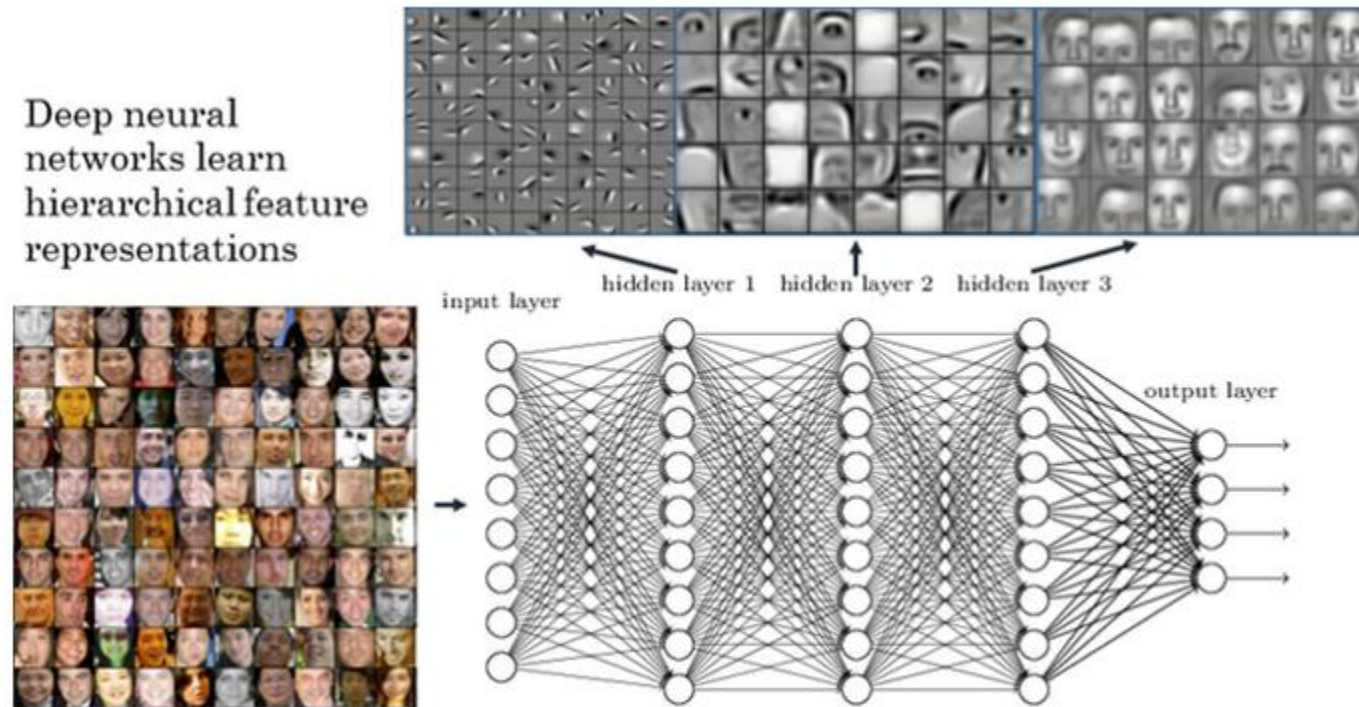 Deep neural
networks learn
hierarchical feature
representations
hidden layer 1 hidden layer 2 hidden layer 3
input layer
output layer